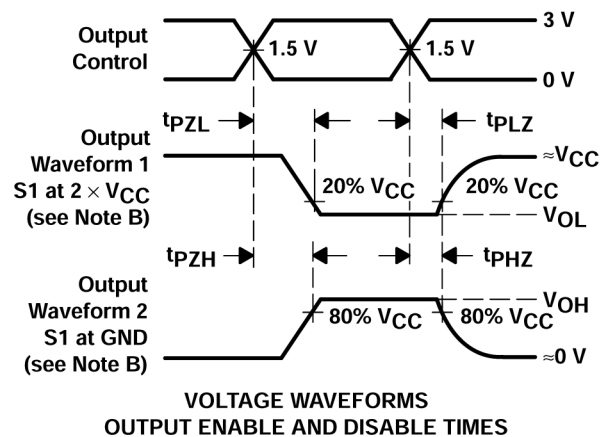 Output
Control
1.5 V
1.5 V
3 V
0 V
tPZL
tPLZ
Output
Waveform 1
S1 at 2 × VCC
(see Note B)
20% VCC
20% VCC
≈VCC
VOL
tPZH
tPHZ
Output
Waveform 2
S1 at GND
(see Note B)
80% VCC
80% VCC
VOH
≈0 V
VOLTAGE WAVEFORMS
OUTPUT ENABLE AND DISABLE TIMES